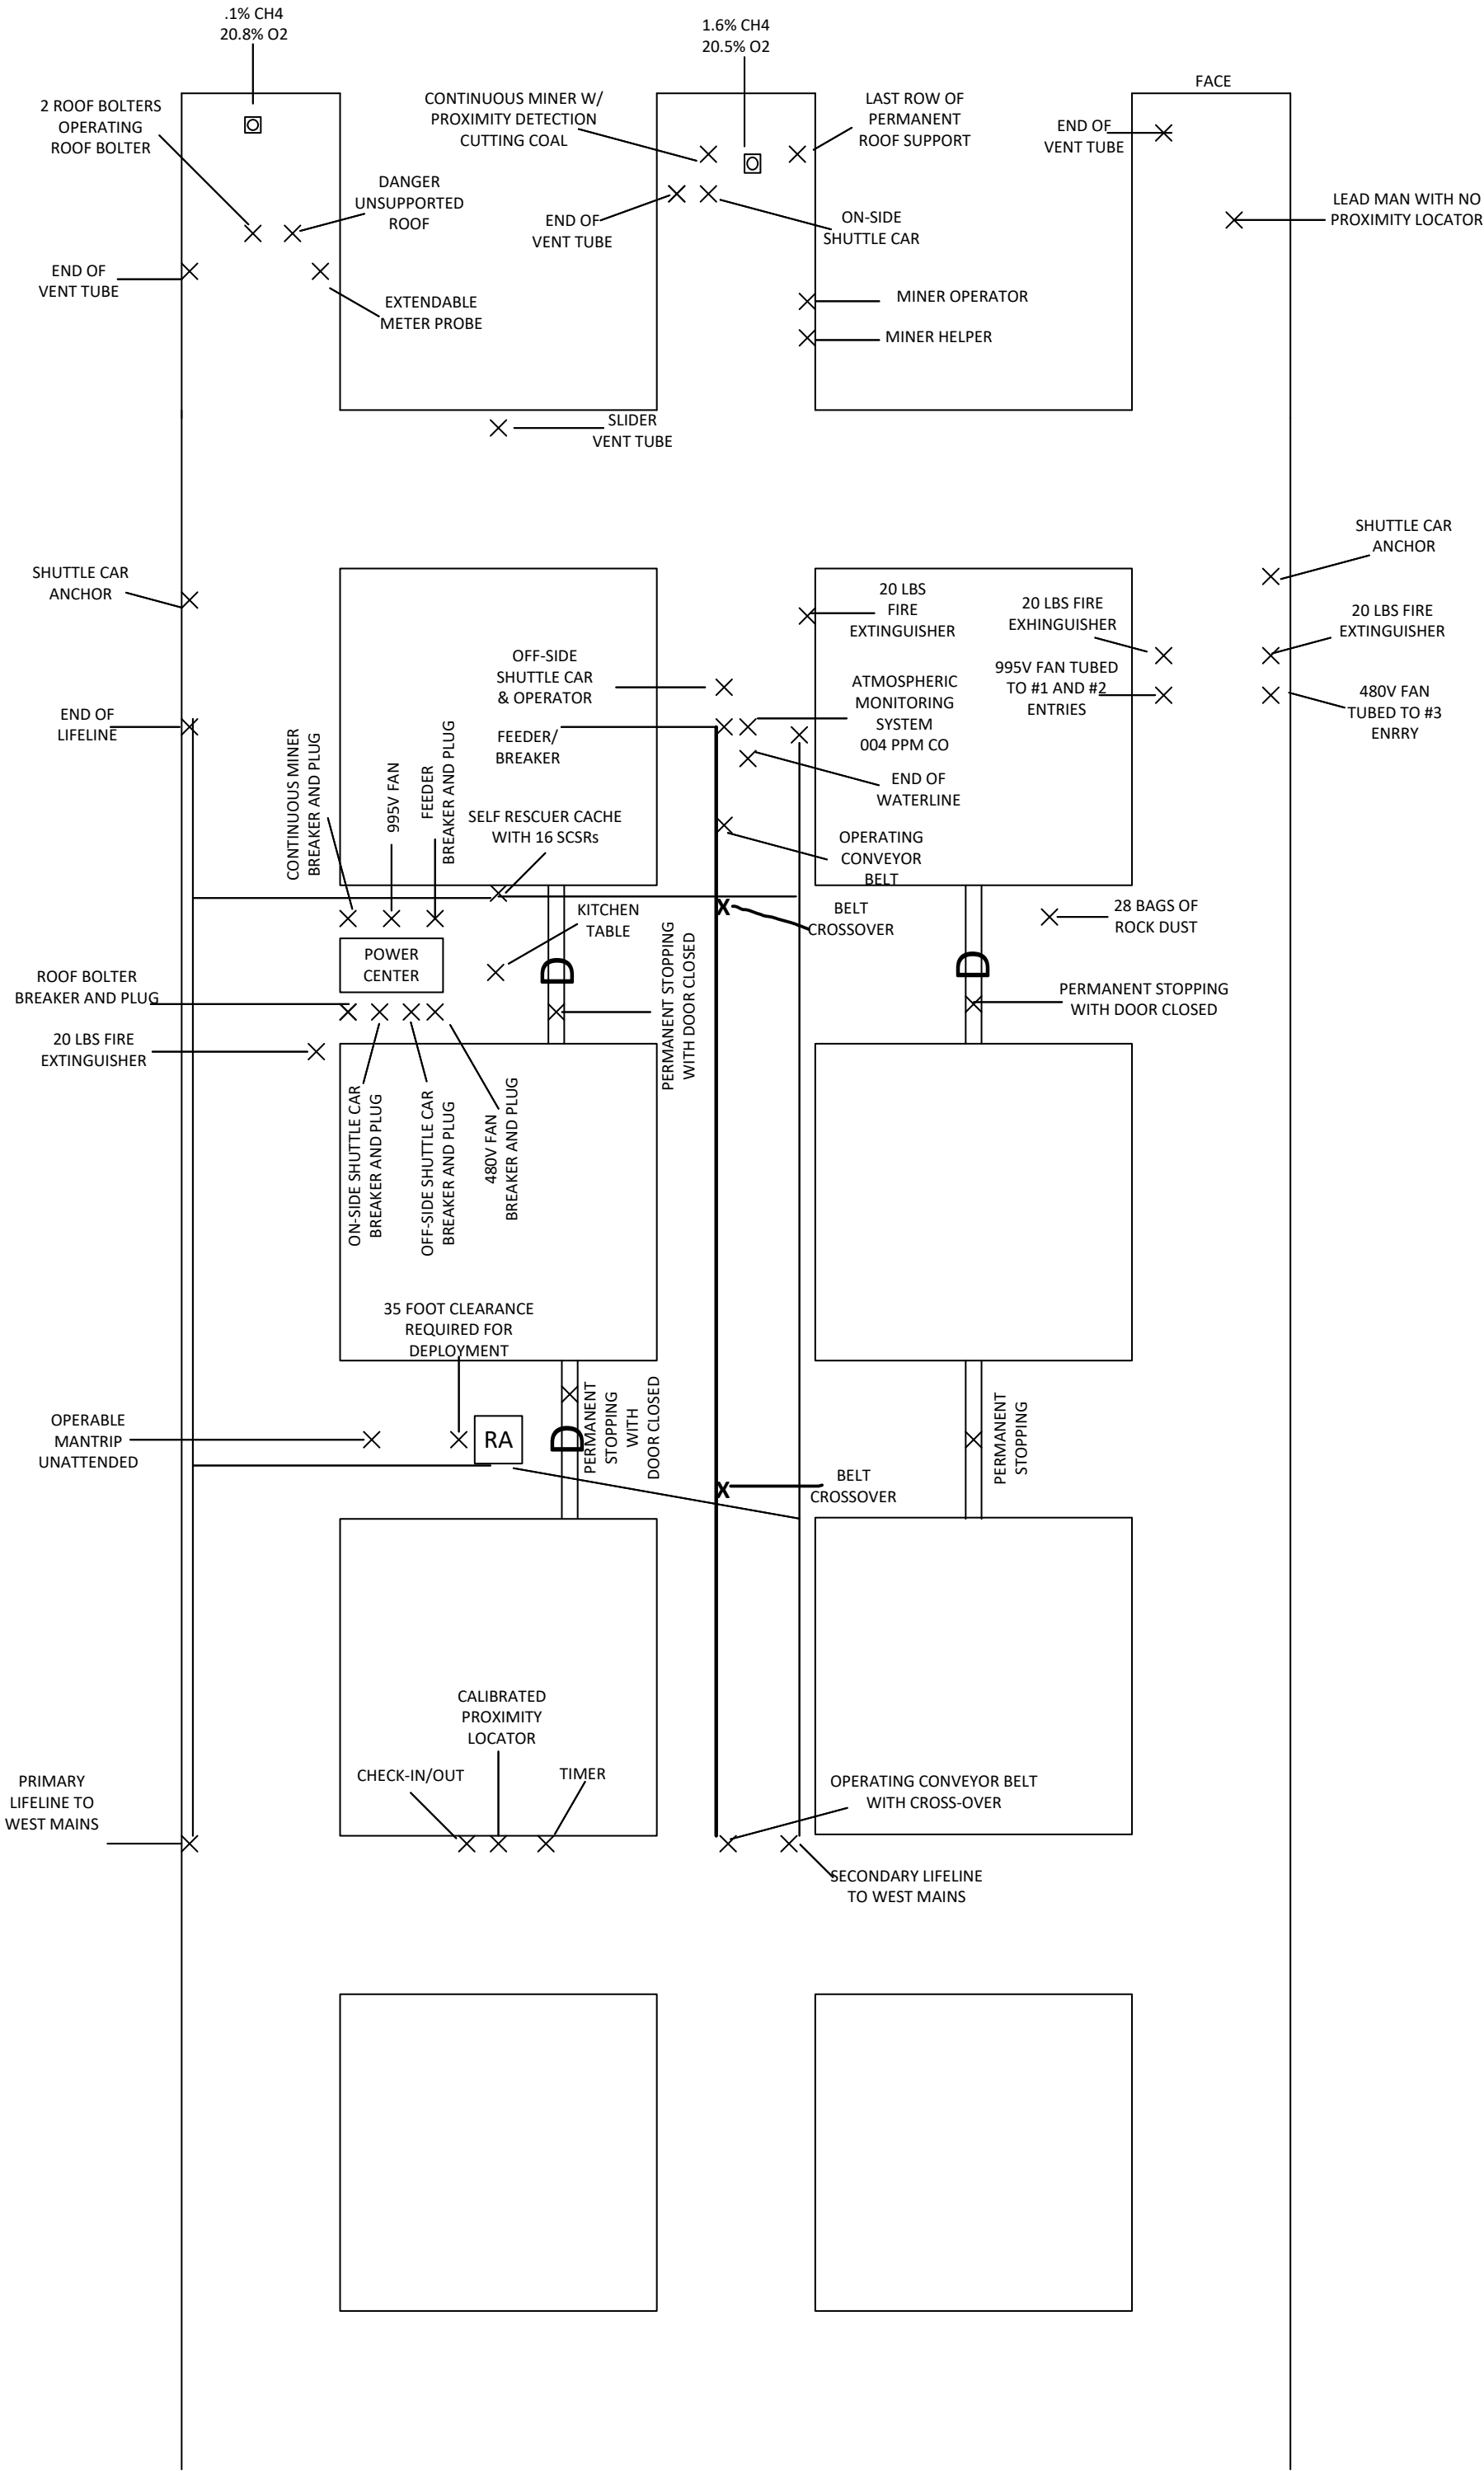 .1% CH4
20.8% O2
1.6% CH4
20.5% O2
FACE
2 ROOF BOLTERS
OPERATING
ROOF BOLTER
CONTINUOUS MINER W/
PROXIMITY DETECTION
CUTTING COAL
LAST ROW OF
PERMANENT
ROOF SUPPORT
END OF
VENT TUBE
DANGER
UNSUPPORTED
ROOF
END OF
VENT TUBE
ON-SIDE
SHUTTLE CAR
LEAD MAN WITH NO
PROXIMITY LOCATOR
END OF
VENT TUBE
EXTENDABLE
METER PROBE
MINER OPERATOR
MINER HELPER
SLIDER
VENT TUBE
SHUTTLE CAR
ANCHOR
SHUTTLE CAR
ANCHOR
20 LBS
FIRE
EXTINGUISHER
20 LBS FIRE
EXHINGUISHER
20 LBS FIRE
EXTINGUISHER
OFF-SIDE
SHUTTLE CAR
& OPERATOR
ATMOSPHERIC
MONITORING
SYSTEM
004 PPM CO
995V FAN TUBED
TO #1 AND #2
ENTRIES
480V FAN
TUBED TO #3
ENRRY
END OF
LIFELINE
FEEDER/
BREAKER
END OF
WATERLINE
CONTINUOUS MINER
BREAKER AND PLUG
995V FAN
FEEDER
BREAKER AND PLUG
SELF RESCUER CACHE
WITH 16 SCSRs
OPERATING
CONVEYOR
BELT
KITCHEN
TABLE
X
BELT
CROSSOVER
28 BAGS OF
ROCK DUST
POWER
CENTER
D
D
PERMANENT STOPPING
WITH DOOR CLOSED
PERMANENT STOPPING
WITH DOOR CLOSED
ROOF BOLTER
BREAKER AND PLUG
20 LBS FIRE
EXTINGUISHER
ON-SIDE SHUTTLE CAR
BREAKER AND PLUG
OFF-SIDE SHUTTLE CAR
BREAKER AND PLUG
480V FAN
BREAKER AND PLUG
35 FOOT CLEARANCE
REQUIRED FOR
DEPLOYMENT
OPERABLE
MANTRIP
UNATTENDED
RA
D
PERMANENT
STOPPING
WITH
DOOR CLOSED
PERMANENT
STOPPING
X
BELT
CROSSOVER
CALIBRATED
PROXIMITY
LOCATOR
CHECK-IN/OUT
TIMER
PRIMARY
LIFELINE TO
WEST MAINS
OPERATING CONVEYOR BELT
WITH CROSS-OVER
SECONDARY LIFELINE
TO WEST MAINS